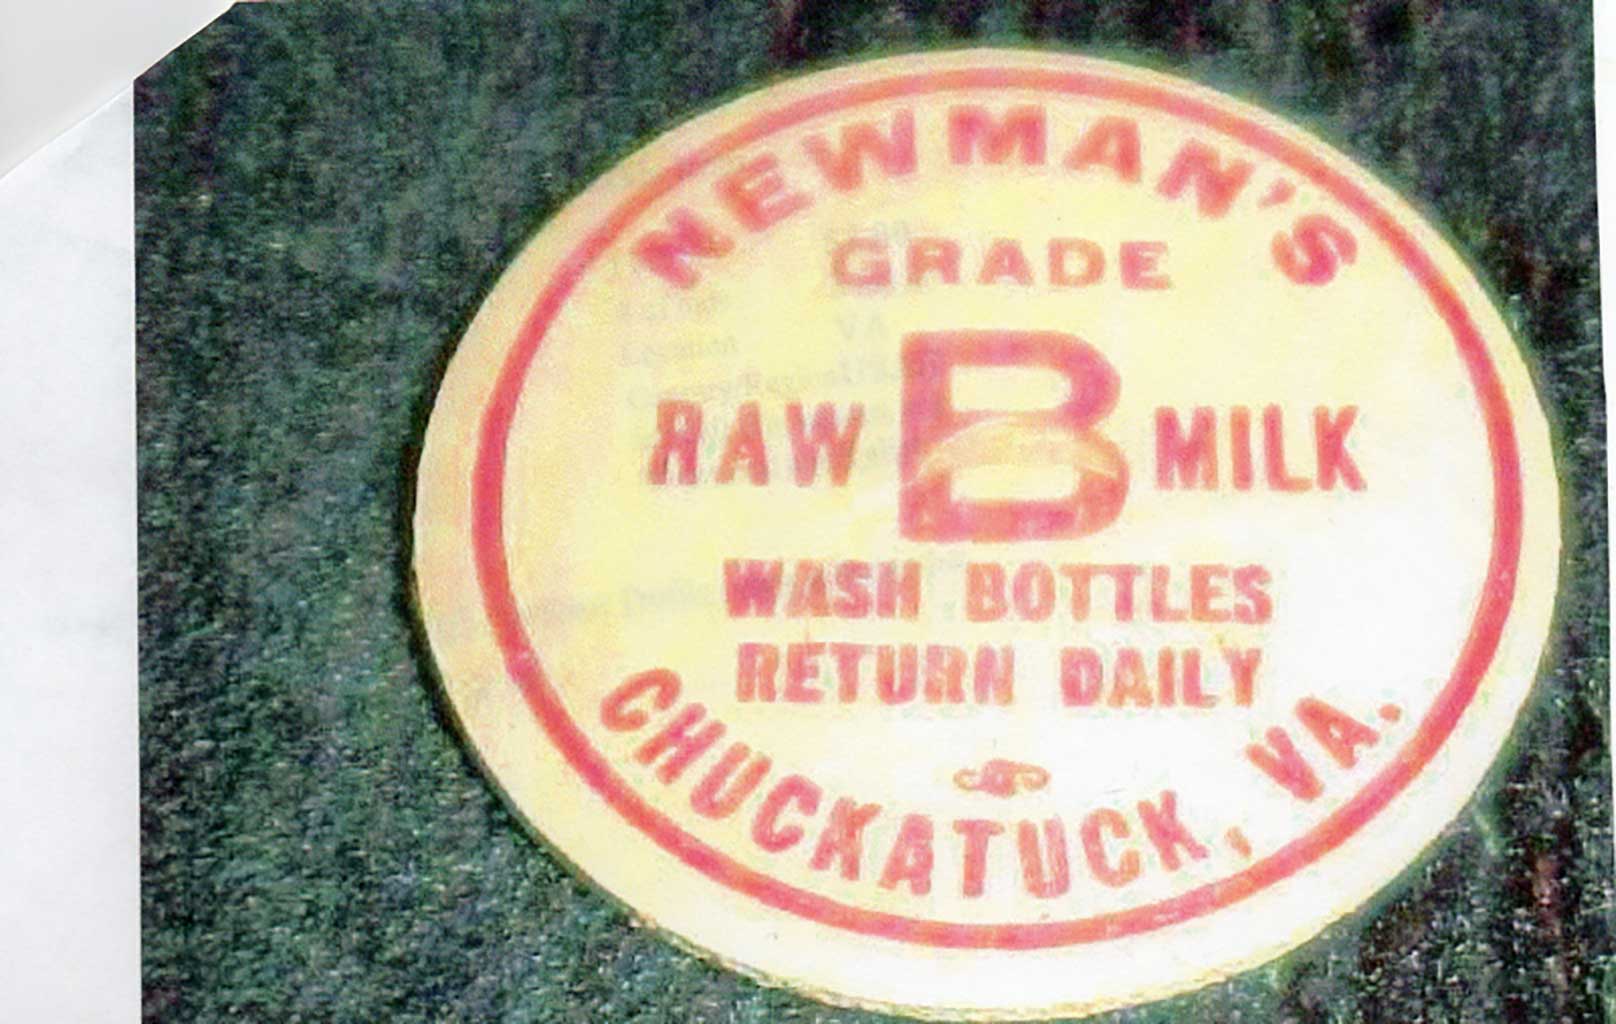 NEWMAN'S
GRADE
RAW B MILK
WASH BOTTLES
RETURN DAILY
CHUCKATUCK, VA.